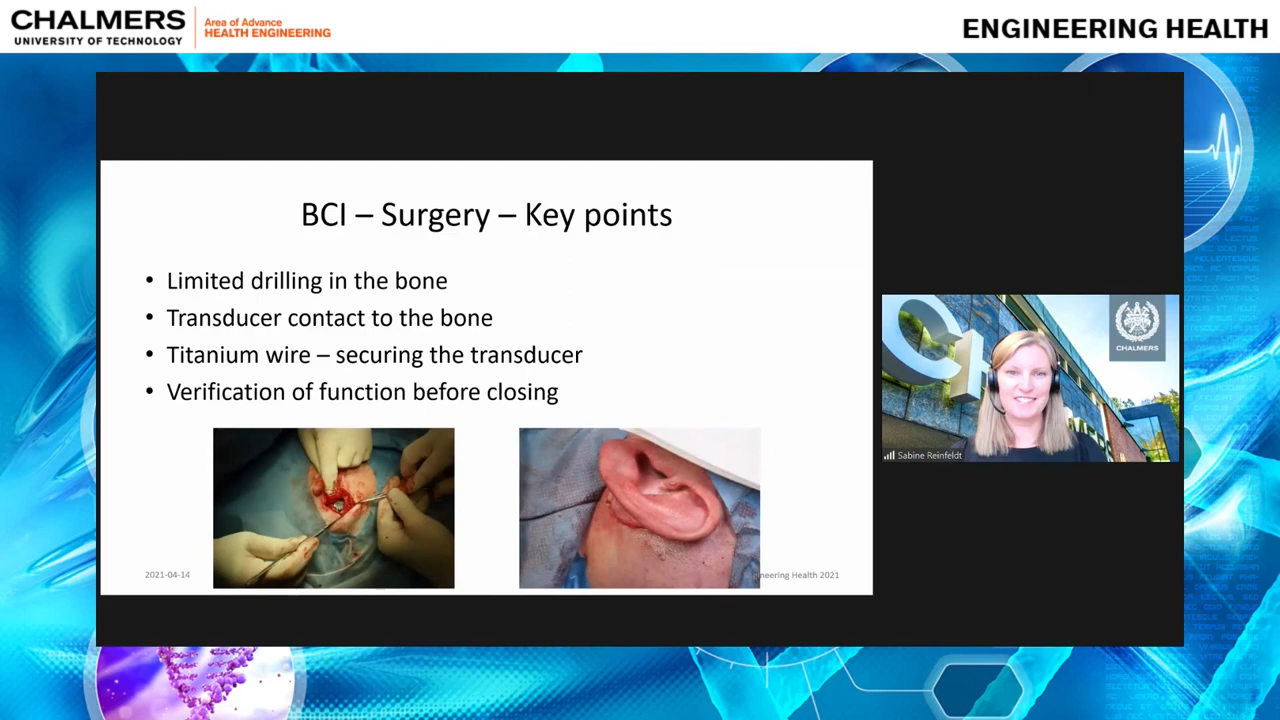 CHALMERS
UNIVERSITY OF TECHNOLOGY
Area of Advance
HEALTH ENGINEERING
ENGINEERING HEALTH
BCI – Surgery – Key points
• Limited drilling in the bone
• Transducer contact to the bone
• Titanium wire – securing the transducer
• Verification of function before closing
2021-04-14
neering Health 2021
CHALMERS
Sabine Reinfeldt